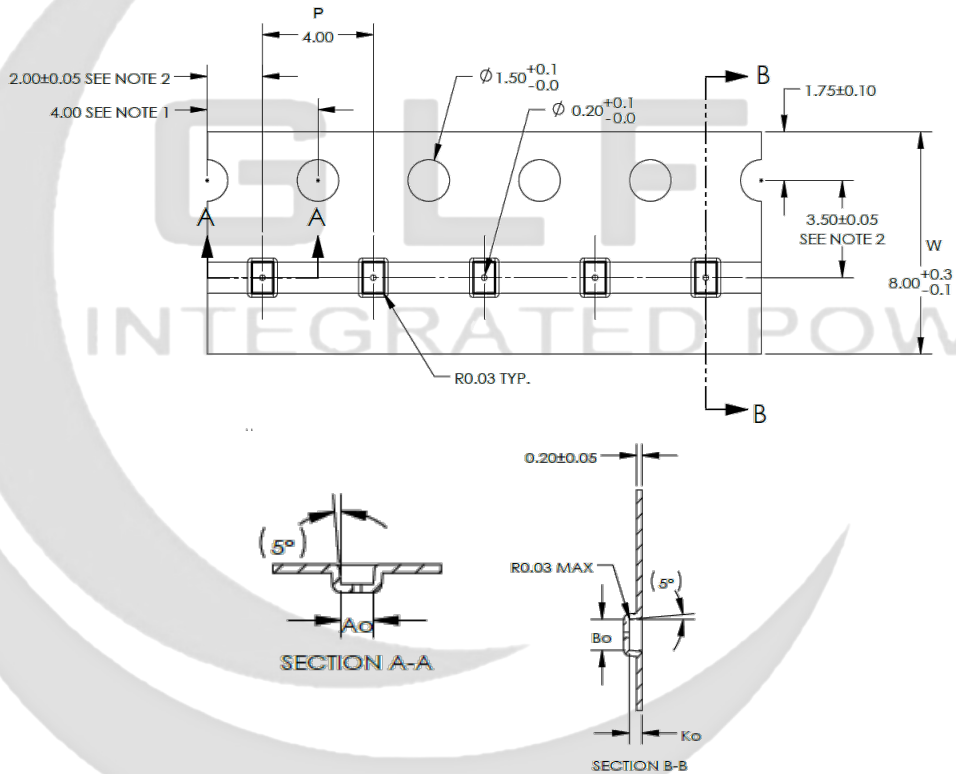 P
4.00
2.00±0.05 SEE NOTE 2
4.00 SEE NOTE 1
Ø1.50 +0.1 -0.0
Ø 0.20 +0.1 -0.0
B
1.75±0.10
GLF
A A
3.50±0.05
SEE NOTE 2
W
8.00 +0.3 -0.1
INTEGRATED POW
R0.03 TYP.
B
0.20±0.05
(5°)
R0.03 MAX
(5°)
Ao
Bo
SECTION A-A
Ko
SECTION B-B